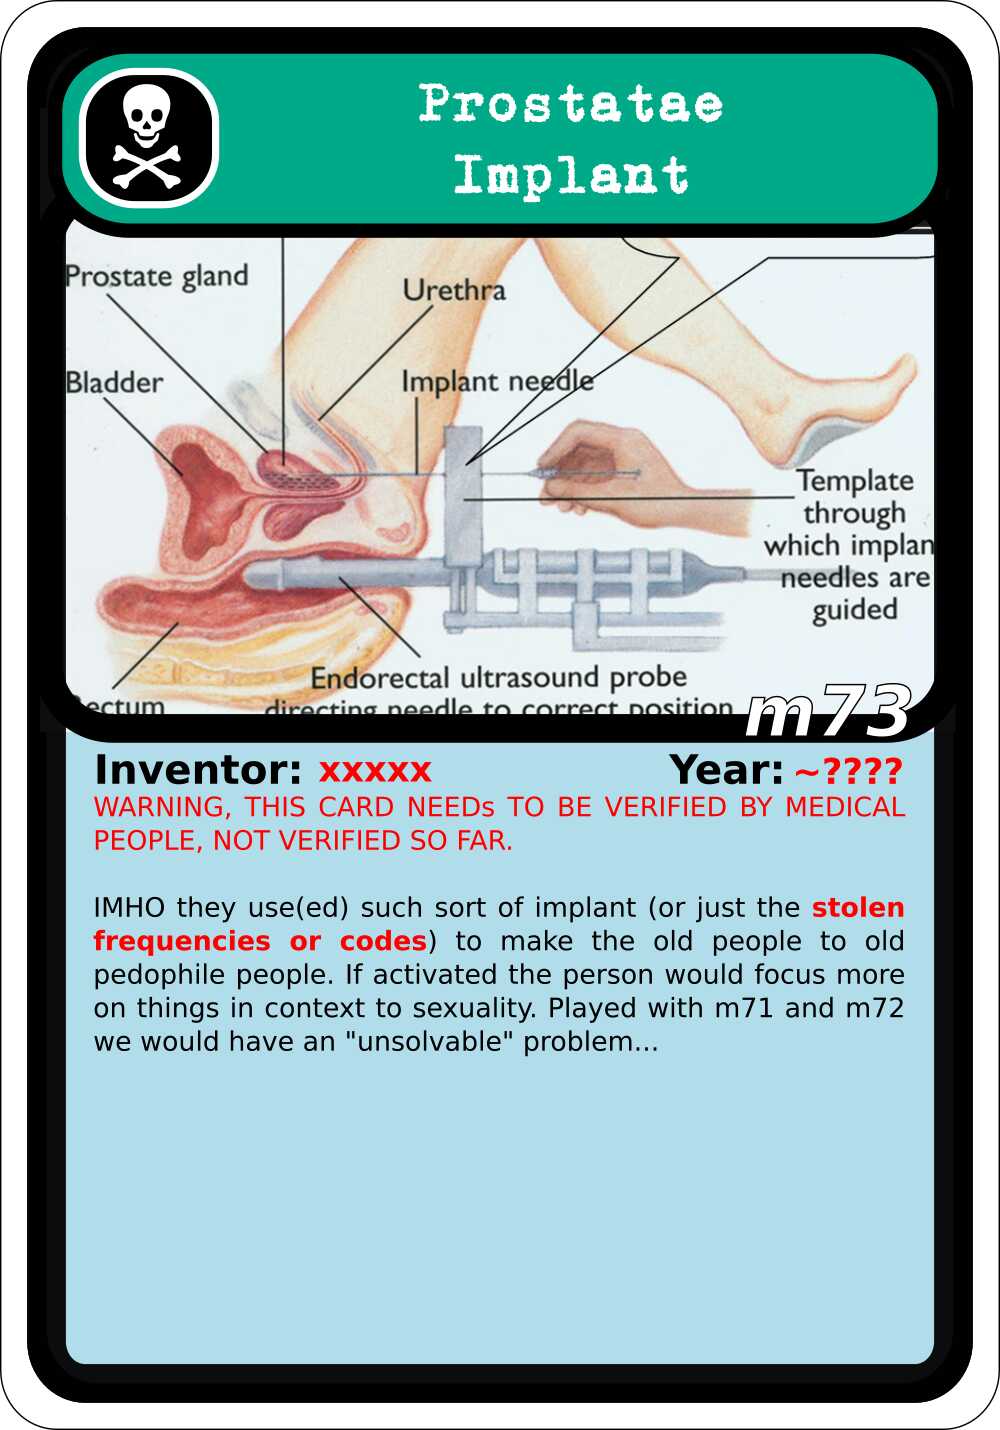 Prostatae
Implant
Prostate gland
Urethra
Bladder
Implant needle
Template
through
which implan
needles are
guided
Endorectal ultrasound probe
ectum
directing needle to correct position
m73
Inventor: xxxxx Year: ~????
WARNING, THIS CARD NEEDs TO BE VERIFIED BY MEDICAL
PEOPLE, NOT VERIFIED SO FAR.
IMHO they use(ed) such sort of implant (or just the stolen
frequencies or codes) to make the old people to old
pedophile people. If activated the person would focus more
on things in context to sexuality. Played with m71 and m72
we would have an "unsolvable" problem...